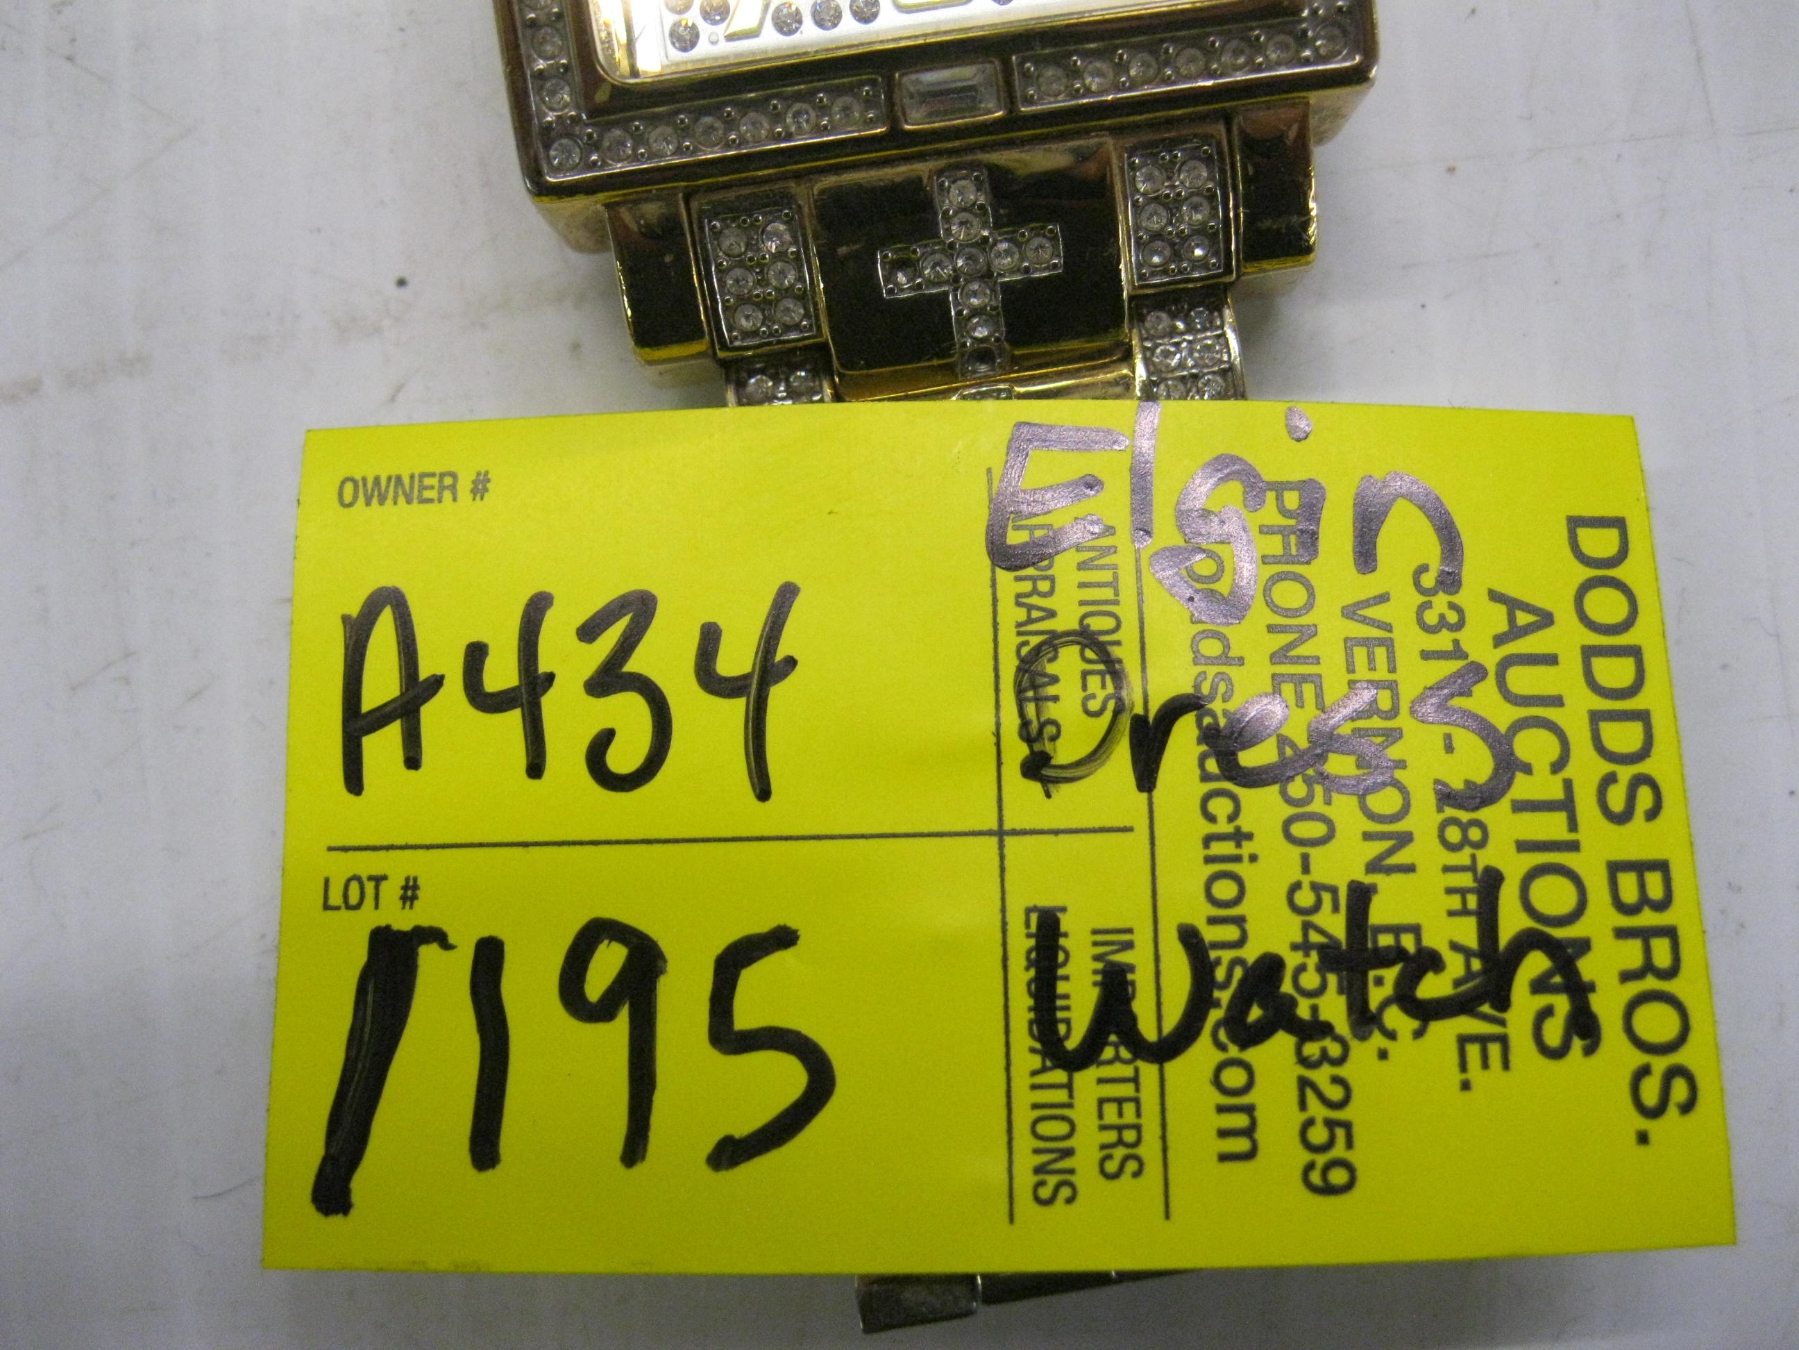 OWNER #
A434
LOT #
1195
Elgin
Dress
Watch
DODDS BROS.
AUCTIONS
3311 - 28TH AVE.
VERNON, B.C.
PHONE 250-545-3259
doddsauctions.com
ANTIQUES IMPORTERS
APPRAISALS LIQUIDATIONS